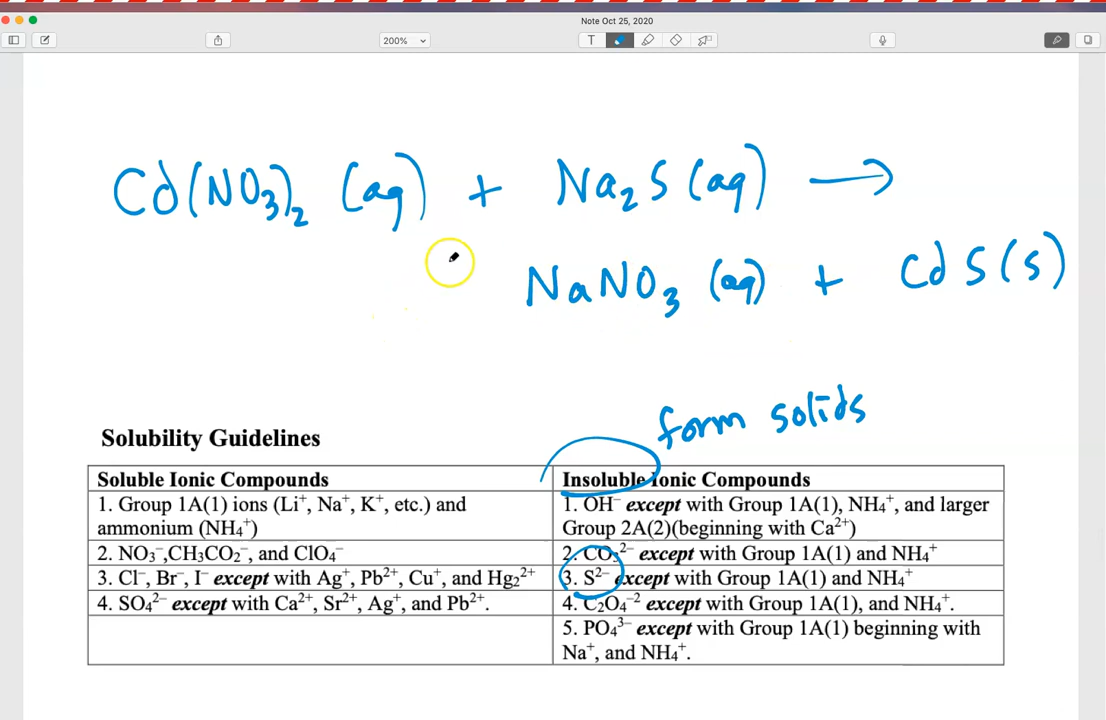 Note Oct 25, 2020
200%
T
Cd(NO₃)₂ (aq) + Na₂S(aq) →
NaNO₃ (aq) + CdS(s)
form solids
Solubility Guidelines
Soluble Ionic Compounds
Insoluble Ionic Compounds
1. Group 1A(1) ions (Li⁺, Na⁺, K⁺, etc.) and
ammonium (NH₄⁺)
1. OH⁻ except with Group 1A(1), NH₄⁺, and larger
Group 2A(2)(beginning with Ca²⁺)
2. NO₃⁻,CH₃CO₂⁻, and ClO₄⁻
2. CO₃²⁻ except with Group 1A(1) and NH₄⁺
3. Cl⁻, Br⁻, I⁻ except with Ag⁺, Pb²⁺, Cu⁺, and Hg₂²⁺
3. S²⁻ except with Group 1A(1) and NH₄⁺
4. SO₄²⁻ except with Ca²⁺, Sr²⁺, Ag⁺, and Pb²⁺.
4. C₂O₄⁻² except with Group 1A(1), and NH₄⁺.
5. PO₄³⁻ except with Group 1A(1) beginning with
Na⁺, and NH₄⁺.